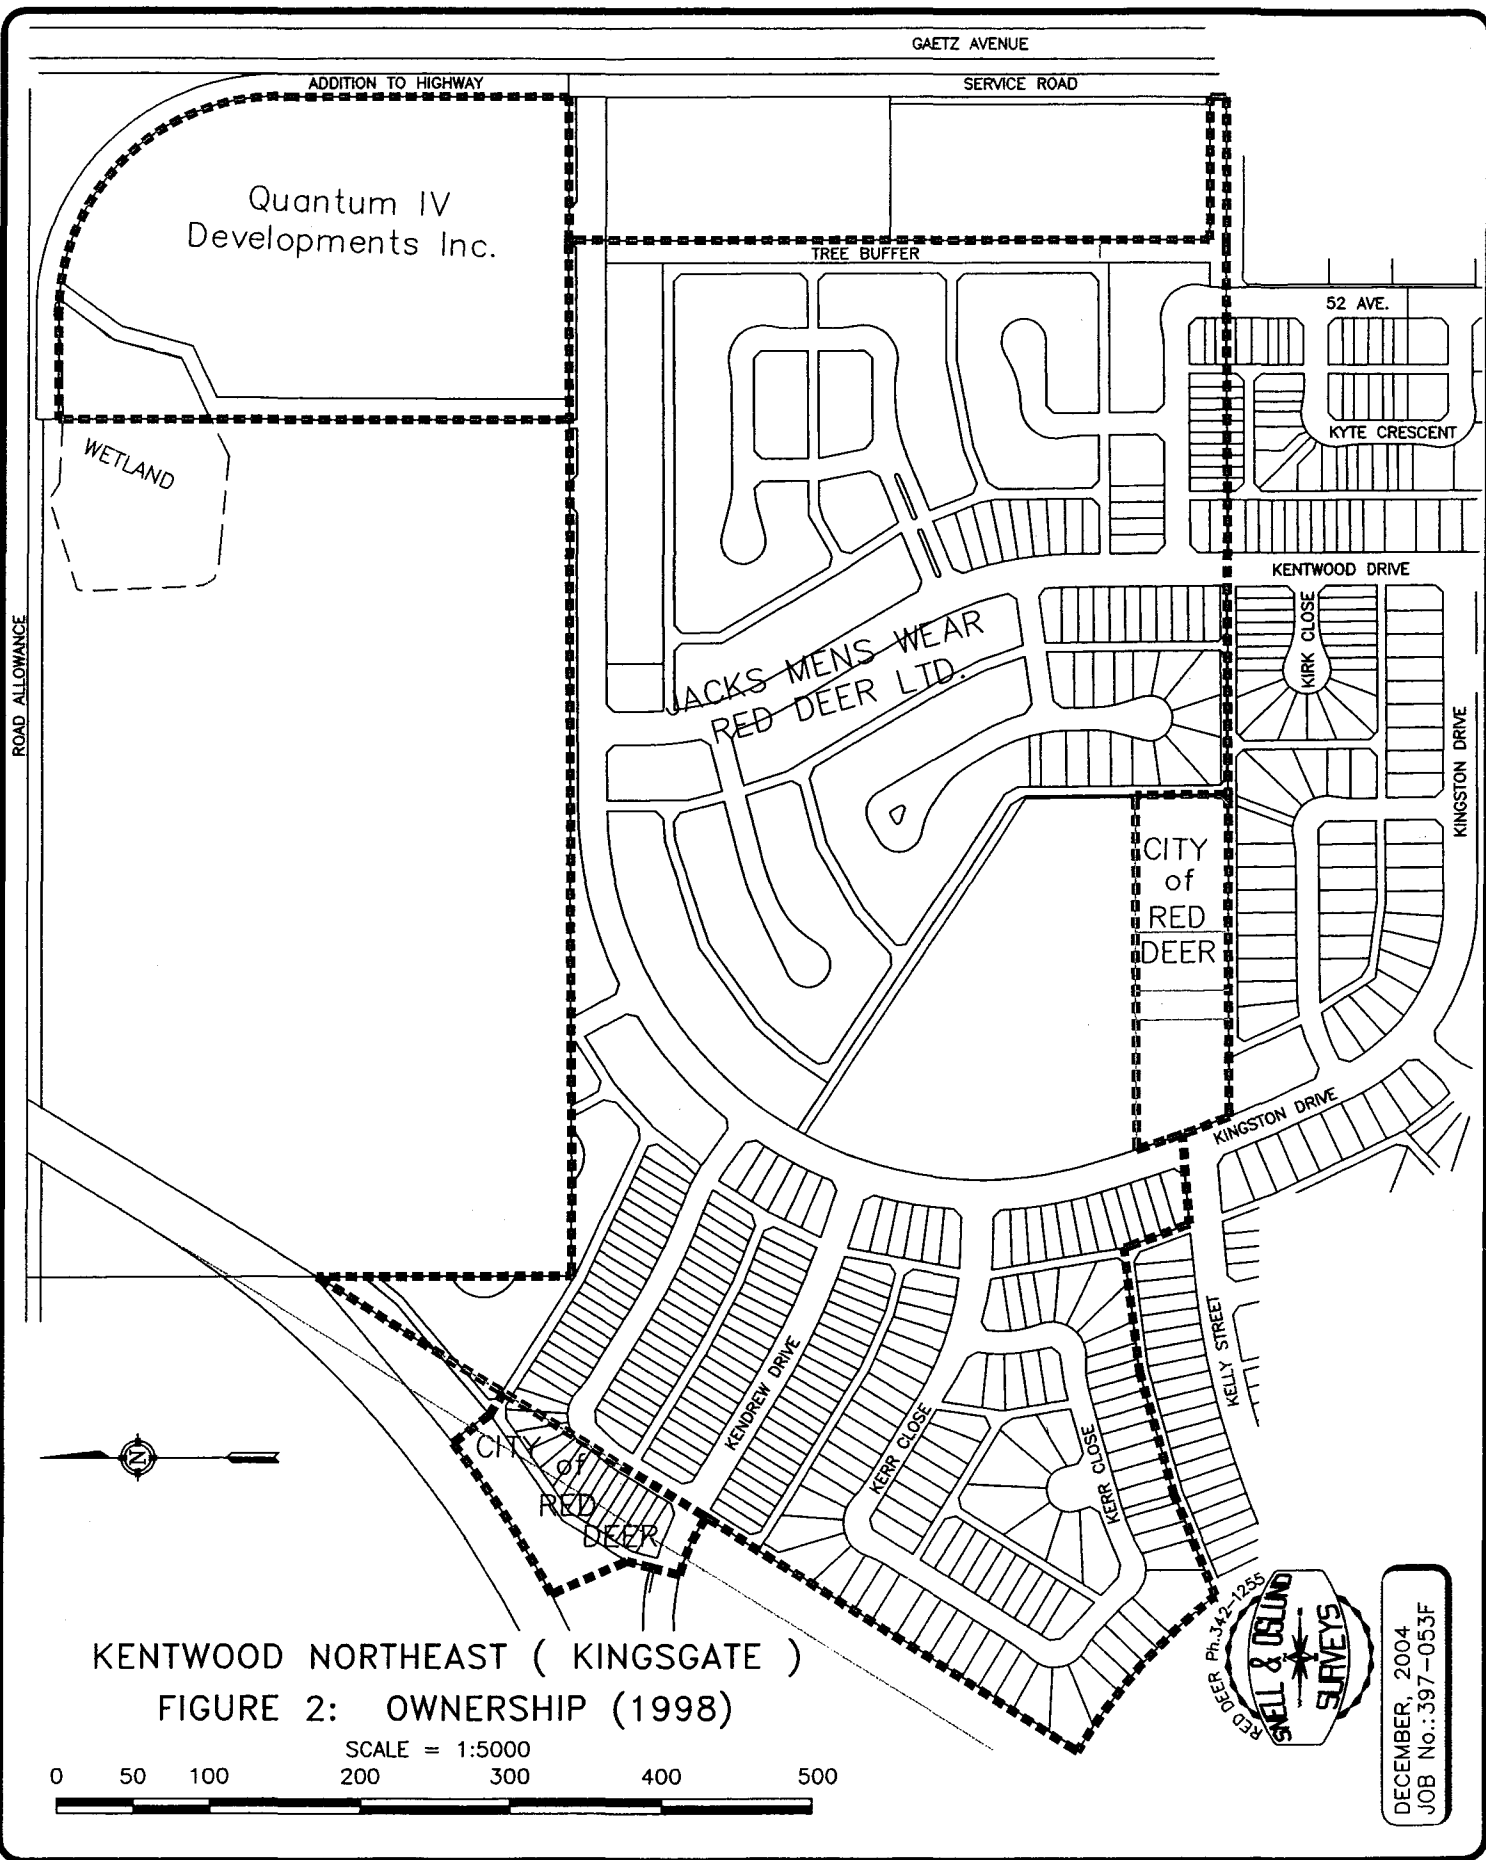 GAETZ AVENUE
ADDITION TO HIGHWAY
SERVICE ROAD
Quantum IV
Developments Inc.
TREE BUFFER
52 AVE.
KYTE CRESCENT
WETLAND
KENTWOOD DRIVE
KIRK CLOSE
ROAD ALLOWANCE
JACKS MENS WEAR
RED DEER LTD.
KINGSTON DRIVE
CITY
of
RED
DEER
KINGSTON DRIVE
KELLY STREET
KENDREW DRIVE
KERR CLOSE
KERR CLOSE
N
CITY
of
RED
DEER
KENTWOOD NORTHEAST ( KINGSGATE )
FIGURE 2: OWNERSHIP (1998)
SCALE = 1:5000
0 50 100 200 300 400 500
RED DEER Ph.342-1255
SNELL & OSLUND
SURVEYS
DECEMBER, 2004
JOB No.:397-053F